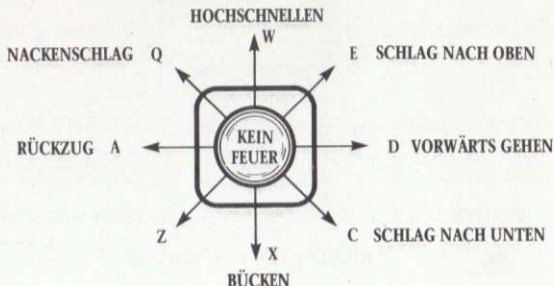 HOCHSCHNELLEN
W
NACKENSCHLAG Q
E SCHLAG NACH OBEN
RÜCKZUG A
KEIN
FEUER
D VORWÄRTS GEHEN
Z
C SCHLAG NACH UNTEN
X
BÜCKEN